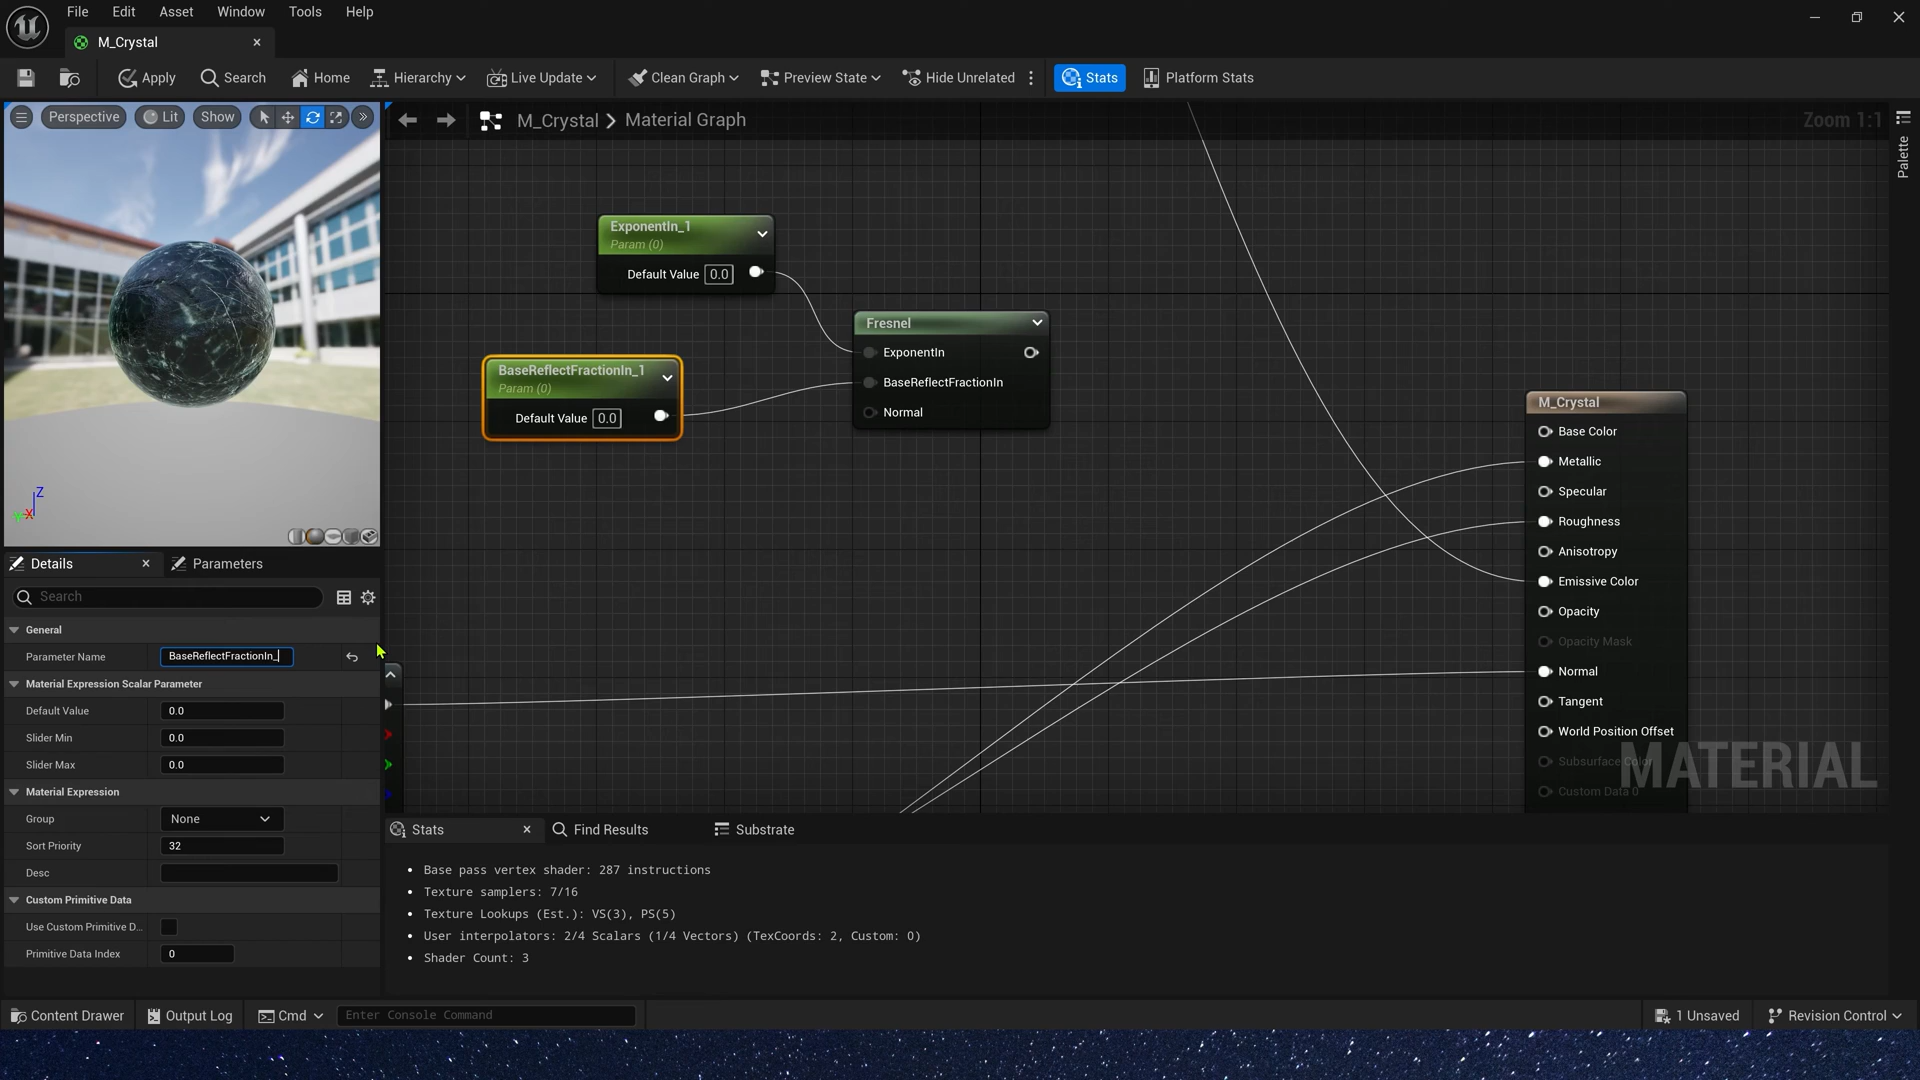 File Edit Asset Window Tools Help
M_Crystal
Apply Search Home Hierarchy Live Update Clean Graph Preview State Hide Unrelated Stats Platform Stats
Perspective Lit Show
M_Crystal > Material Graph
Zoom 1:1
Palette
ExponentIn_1
Param (0)
Default Value 0.0
BaseReflectFractionIn_1
Param (0)
Default Value 0.0
Fresnel
ExponentIn
BaseReflectFractionIn
Normal
M_Crystal
Base Color
Metallic
Specular
Roughness
Anisotropy
Emissive Color
Opacity
Opacity Mask
Normal
Tangent
World Position Offset
Subsurface Color
Custom Data 0
MATERIAL
Z
X
Details Parameters
Search
General
Parameter Name BaseReflectFractionIn_
Material Expression Scalar Parameter
Default Value 0.0
Slider Min 0.0
Slider Max 0.0
Material Expression
Group None
Sort Priority 32
Desc
Custom Primitive Data
Use Custom Primitive D...
Primitive Data Index 0
Stats Find Results Substrate
• Base pass vertex shader: 287 instructions
• Texture samplers: 7/16
• Texture Lookups (Est.): VS(3), PS(5)
• User interpolators: 2/4 Scalars (1/4 Vectors) (TexCoords: 2, Custom: 0)
• Shader Count: 3
Content Drawer Output Log Cmd Enter Console Command 1 Unsaved Revision Control